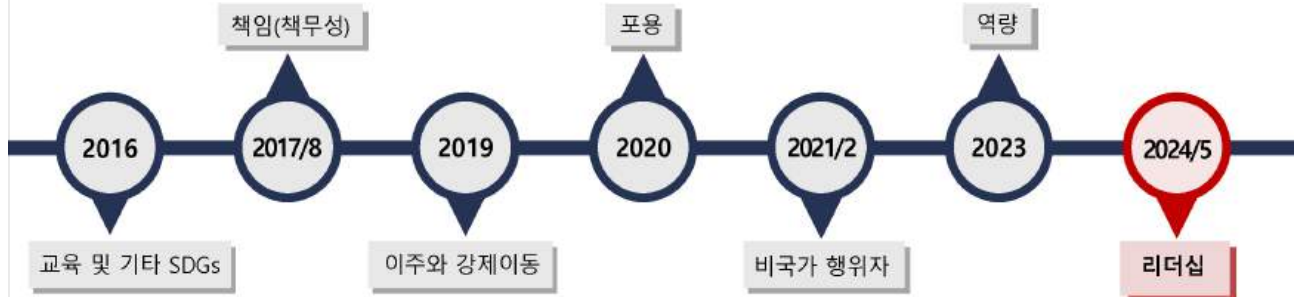 책임(책무성)
포용
역량
2016
2017/8
2019
2020
2021/2
2023
2024/5
교육 및 기타 SDGs
이주와 강제이동
비국가 행위자
리더십